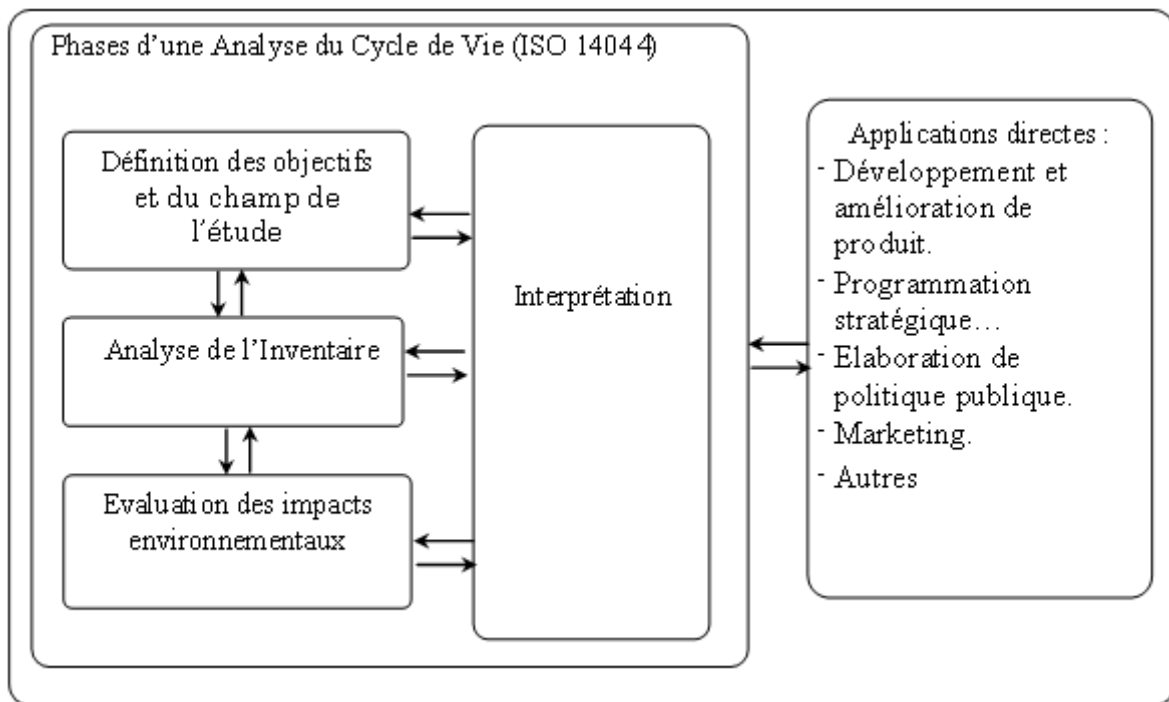 Phases d'une Analyse du Cycle de Vie (ISO 14044)
Définition des objectifs
et du champ de
l'étude
Analyse de l'Inventaire
Evaluation des impacts
environnementaux
Interprétation
Applications directes :
- Développement et
amélioration de
produit.
- Programmation
stratégique…
- Elaboration de
politique publique.
- Marketing.
- Autres